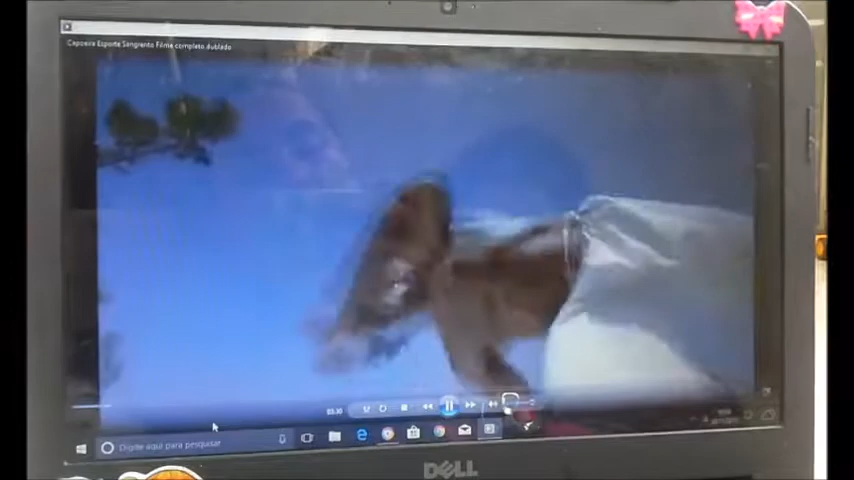 Capoeira Esporte Sangrento Filme completo dublado
Digite aqui para pesquisar
DELL